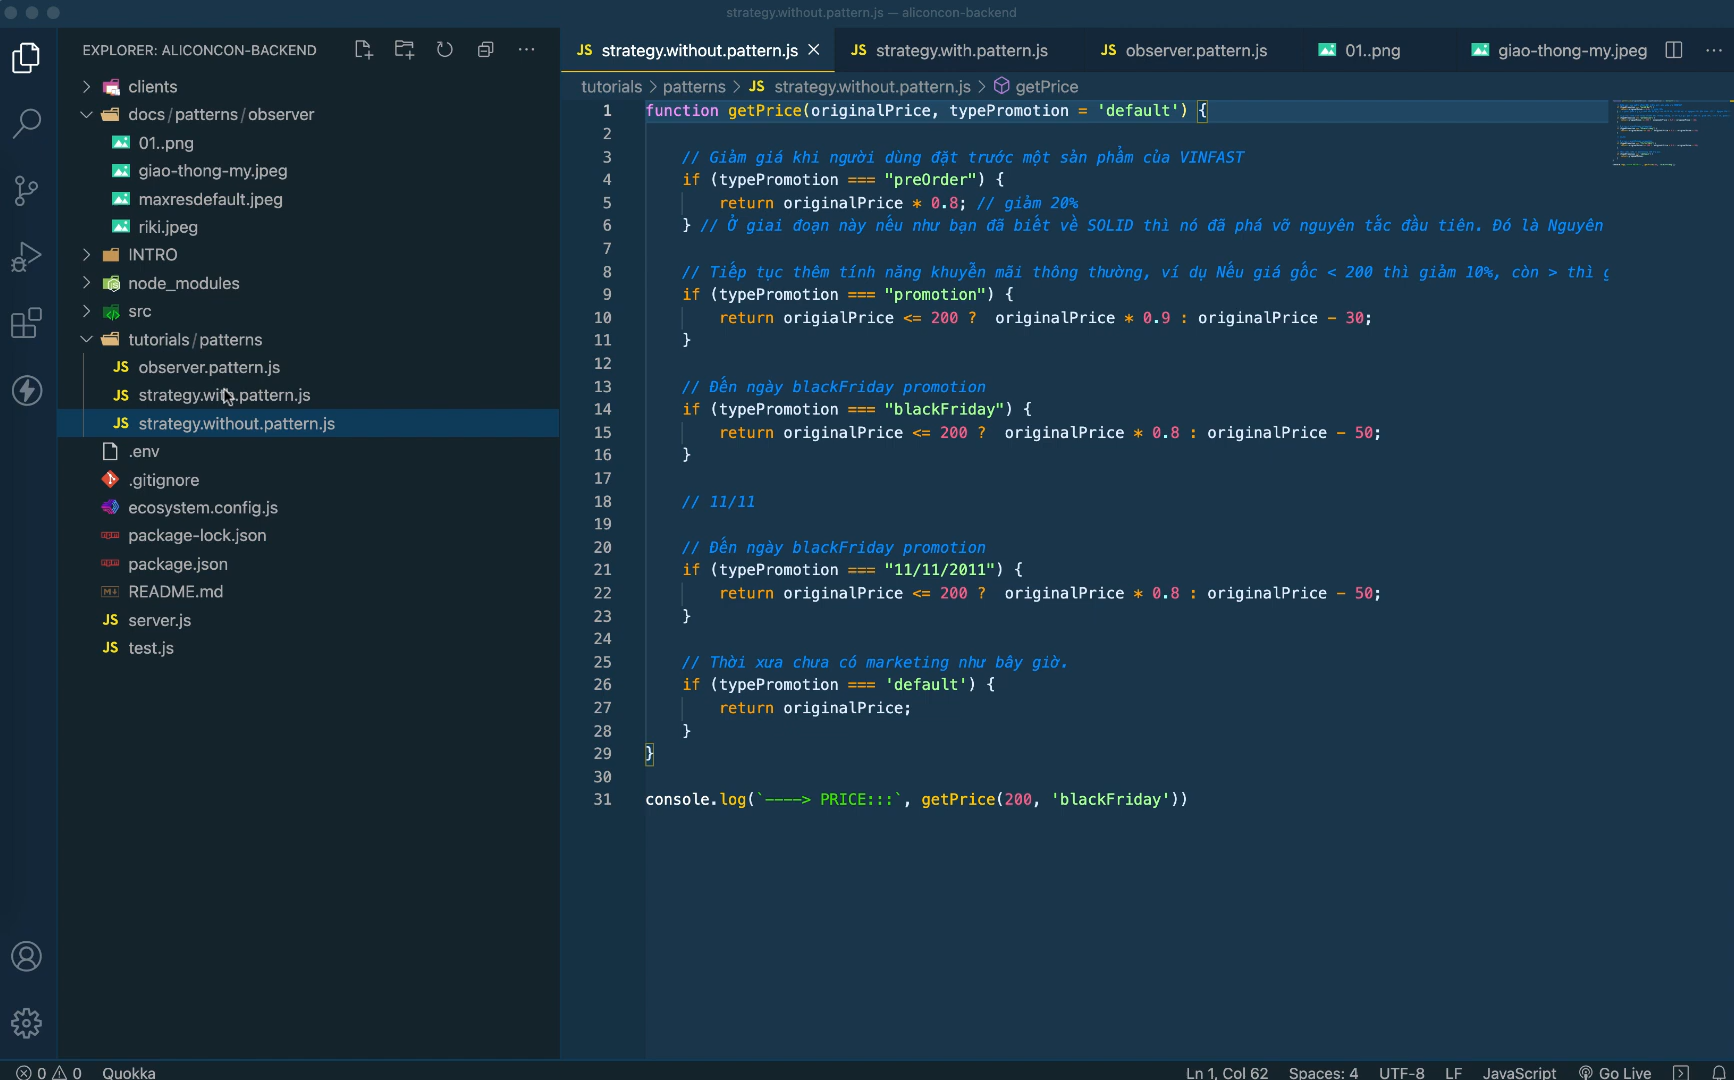 strategy.without.pattern.js — aliconcon-backend
EXPLORER: ALICONCON-BACKEND
clients
docs/patterns/observer
01..png
giao-thong-my.jpeg
maxresdefault.jpeg
riki.jpeg
INTRO
node_modules
src
tutorials/patterns
JS observer.pattern.js
JS strategy.with.pattern.js
JS strategy.without.pattern.js
.env
.gitignore
ecosystem.config.js
package-lock.json
package.json
README.md
JS server.js
JS test.js
JS strategy.without.pattern.js
JS strategy.with.pattern.js
JS observer.pattern.js
01..png
giao-thong-my.jpeg
tutorials > patterns > JS strategy.without.pattern.js > getPrice
1 function getPrice(originalPrice, typePromotion = 'default') {
2
3 // Giảm giá khi người dùng đặt trước một sản phẩm của VINFAST
4 if (typePromotion === "preOrder") {
5 return originalPrice * 0.8; // giảm 20%
6 } // Ở giai đoạn này nếu như bạn đã biết về SOLID thì nó đã phá vỡ nguyên tắc đầu tiên. Đó là Nguyên
7
8 // Tiếp tục thêm tính năng khuyễn mãi thông thường, ví dụ Nếu giá gốc < 200 thì giảm 10%, còn > thì g
9 if (typePromotion === "promotion") {
10 return origialPrice <= 200 ? originalPrice * 0.9 : originalPrice - 30;
11 }
12
13 // Đến ngày blackFriday promotion
14 if (typePromotion === "blackFriday") {
15 return originalPrice <= 200 ? originalPrice * 0.8 : originalPrice - 50;
16 }
17
18 // 11/11
19
20 // Đến ngày blackFriday promotion
21 if (typePromotion === "11/11/2011") {
22 return originalPrice <= 200 ? originalPrice * 0.8 : originalPrice - 50;
23 }
24
25 // Thời xưa chưa có marketing như bây giờ.
26 if (typePromotion === 'default') {
27 return originalPrice;
28 }
29 }
30
31 console.log(`----> PRICE:::`, getPrice(200, 'blackFriday'))
0 0 Quokka
Ln 1, Col 62 Spaces: 4 UTF-8 LF JavaScript Go Live